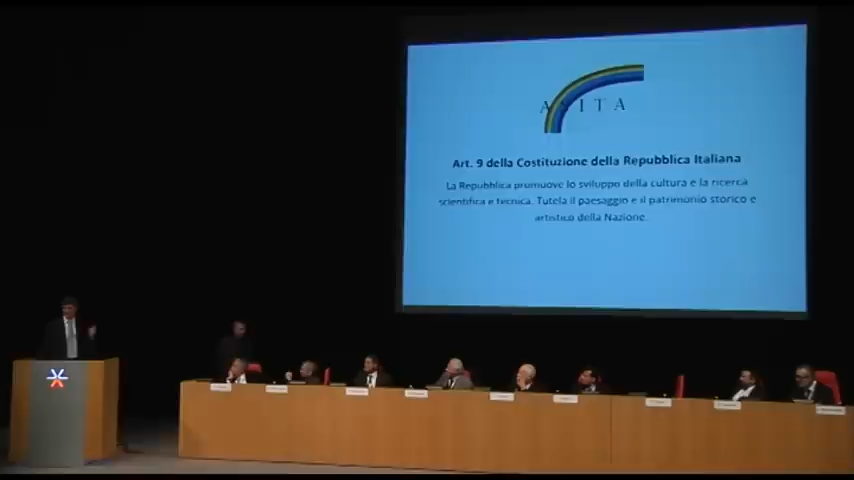 ASITA
Art. 9 della Costituzione della Repubblica Italiana
La Repubblica promuove lo sviluppo della cultura e la ricerca
scientifica e tecnica. Tutela il paesaggio e il patrimonio storico e
artistico della Nazione.